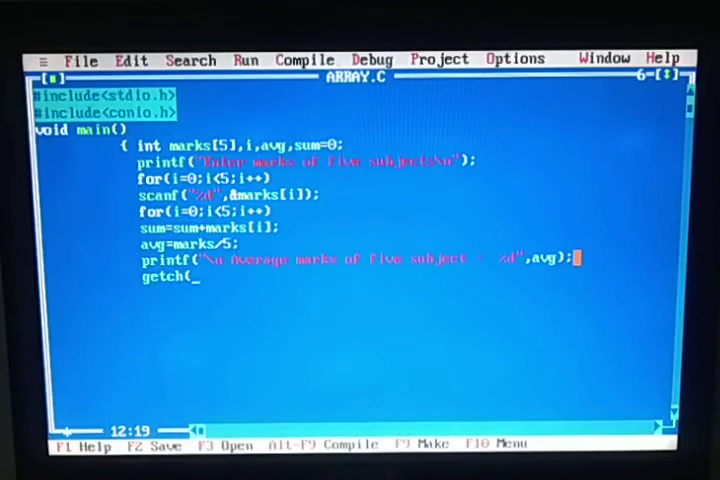 ≡ File Edit Search Run Compile Debug Project Options Window Help
[■] ARRAY.C 6=[↕]
#include<stdio.h>
#include<conio.h>
void main()
{ int marks[5],i,avg,sum=0;
printf("Enter marks of five subjects\n");
for(i=0;i<5;i++)
scanf("%d",&marks[i]);
for(i=0;i<5;i++)
sum=sum+marks[i];
avg=marks/5;
printf("\n Average marks of five subject = %d",avg);
getch(_
12:19
F1 Help F2 Save F3 Open Alt-F9 Compile F9 Make F10 Menu